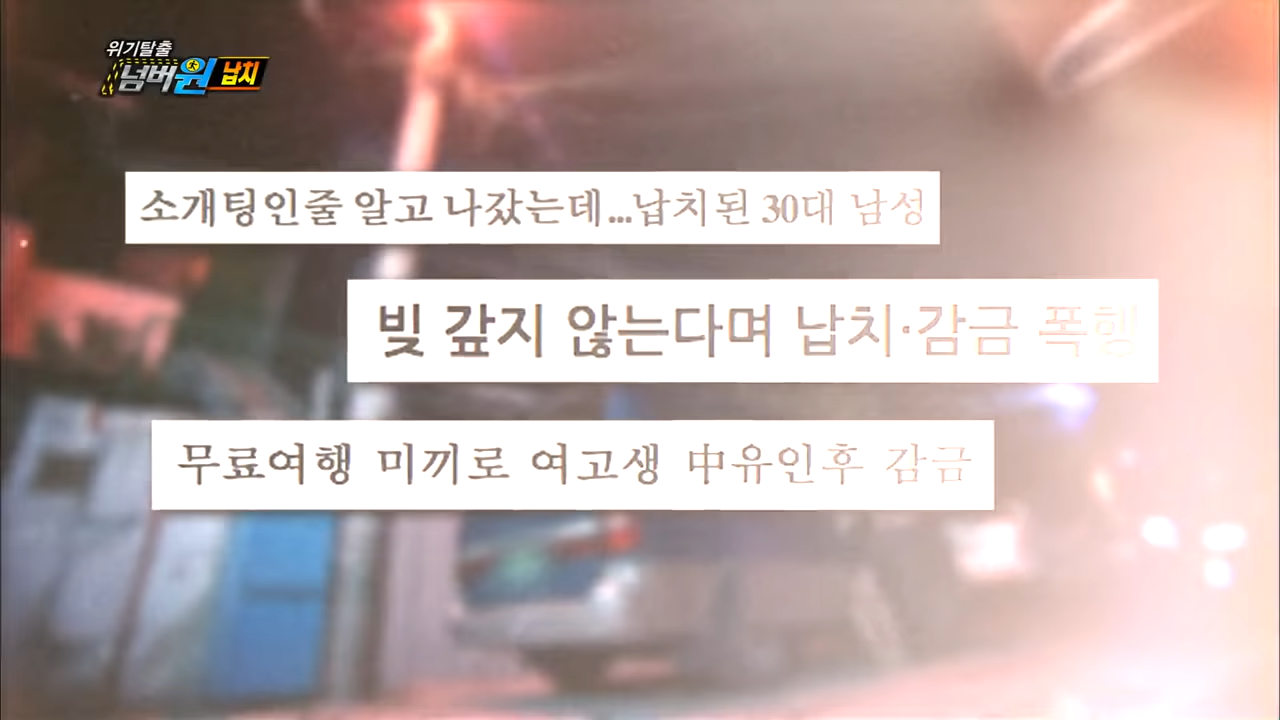 위기탈출
넘버원 납치
소개팅인줄 알고 나갔는데...납치된 30대 남성
빚 갚지 않는다며 납치·감금 폭행
무료여행 미끼로 여고생 中유인후 감금